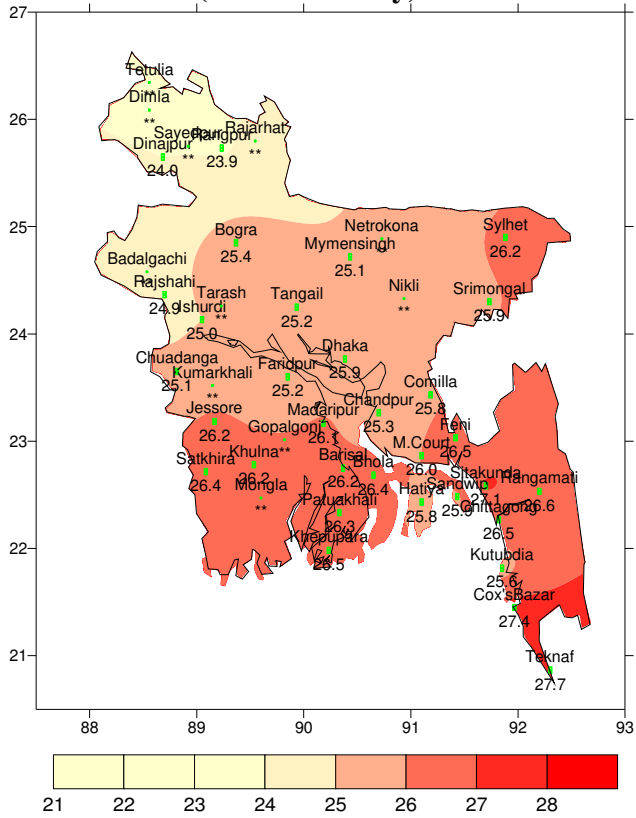 27
Tetulia
**
Dimla
**
26
Sayedpur
Rangpur
Rajarhat
**
**
Dinajpur
24.0
23.9
25
Bogra
25.4
Netrokona
**
Mymensingh
25.1
Sylhet
26.2
Badalgachi
Rajshahi
24.9
Tarash
**
Tangail
25.2
Nikli
**
Srimongal
25.9
Ishurdi
25.0
24
Dhaka
25.9
Chuadanga
25.1
Kumarkhali
**
Faridpur
25.2
Comilla
25.8
Jessore
26.2
Madaripur
26.1
Chandpur
25.3
Gopalgonj
**
Feni
26.5
23
M.Court
26.0
Satkhira
26.4
Khulna
26.2
Barisal
26.2
Bhola
26.4
Mongla
**
Hatiya
25.8
Sandwip
25.9
Sitakunda
27.1
Rangamati
26.6
Patuakhali
26.3
Chittagong
26.5
Khepupara
26.5
22
Kutubdia
25.6
Cox'sBazar
27.4
21
Teknaf
27.7
88 89 90 91 92 93
21 22 23 24 25 26 27 28